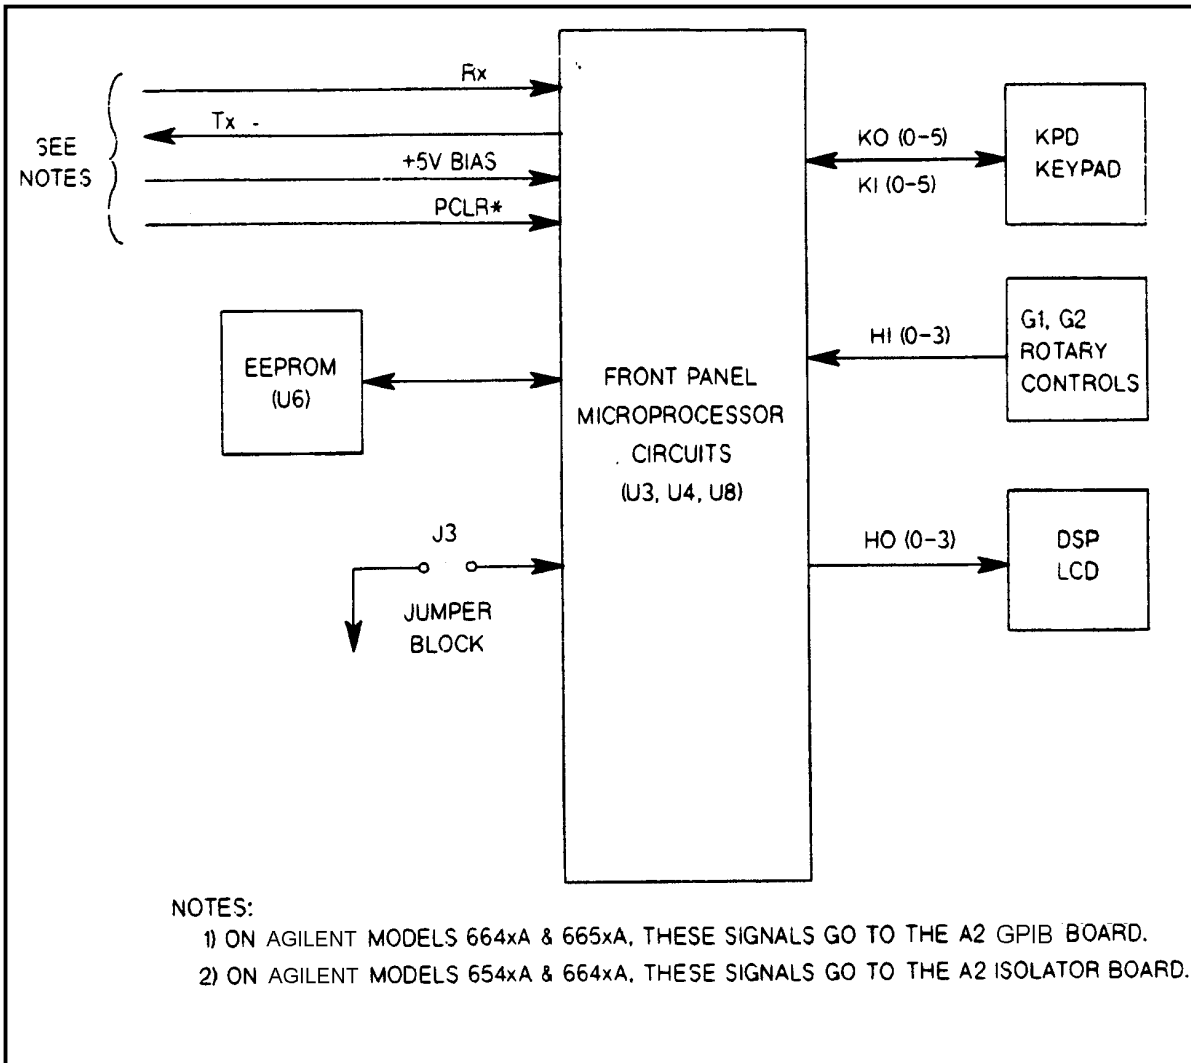 Rx
Tx -
SEE
NOTES
+5V BIAS
PCLR*
KO (0-5)
KI (0-5)
KPD
KEYPAD
EEPROM
(U6)
HI (0-3)
G1, G2
ROTARY
CONTROLS
FRONT PANEL
MICROPROCESSOR
CIRCUITS
(U3, U4, U8)
J3
JUMPER
BLOCK
HO (0-3)
DSP
LCD
NOTES:
1) ON AGILENT MODELS 664xA & 665xA, THESE SIGNALS GO TO THE A2 GPIB BOARD.
2) ON AGILENT MODELS 654xA & 664xA, THESE SIGNALS GO TO THE A2 ISOLATOR BOARD.